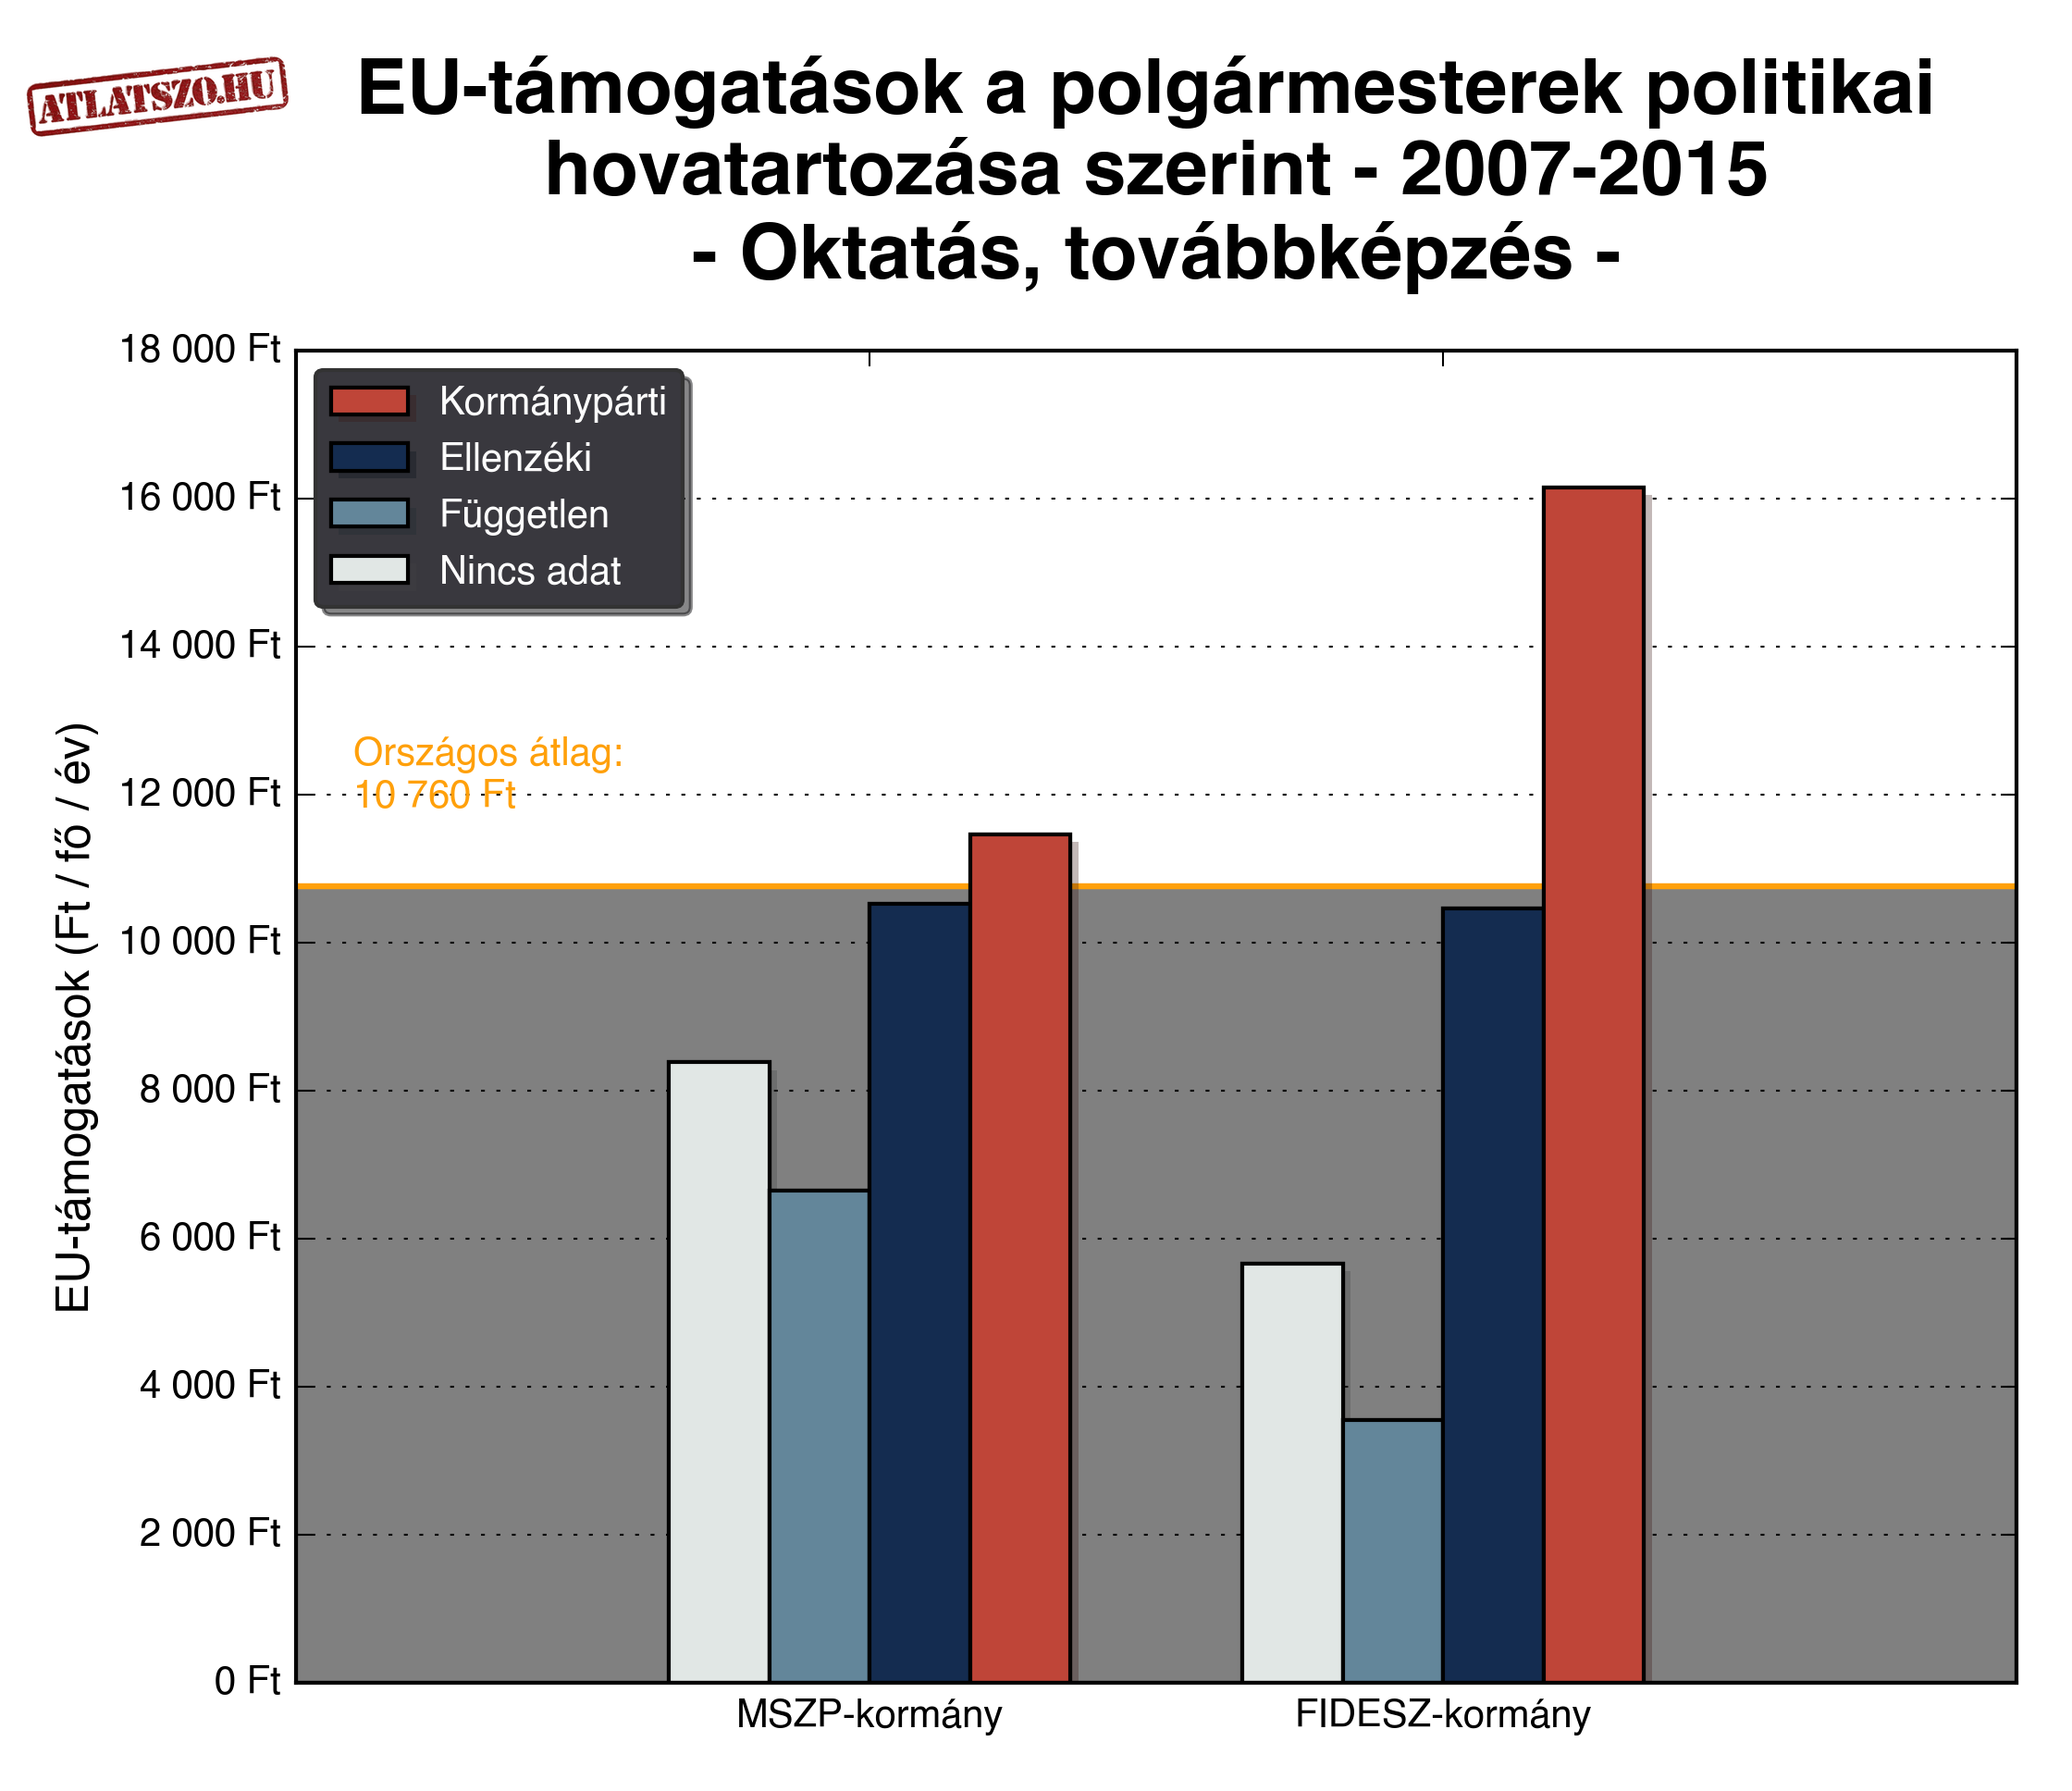 ATLATSZO.HU
EU-támogatások a polgármesterek politikai
hovatartozása szerint - 2007-2015
- Oktatás, továbbképzés -
18 000 Ft
16 000 Ft
14 000 Ft
12 000 Ft
10 000 Ft
8 000 Ft
6 000 Ft
4 000 Ft
2 000 Ft
0 Ft
EU-támogatások (Ft / fő / év)
Kormánypárti
Ellenzéki
Független
Nincs adat
Országos átlag:
10 760 Ft
MSZP-kormány
FIDESZ-kormány